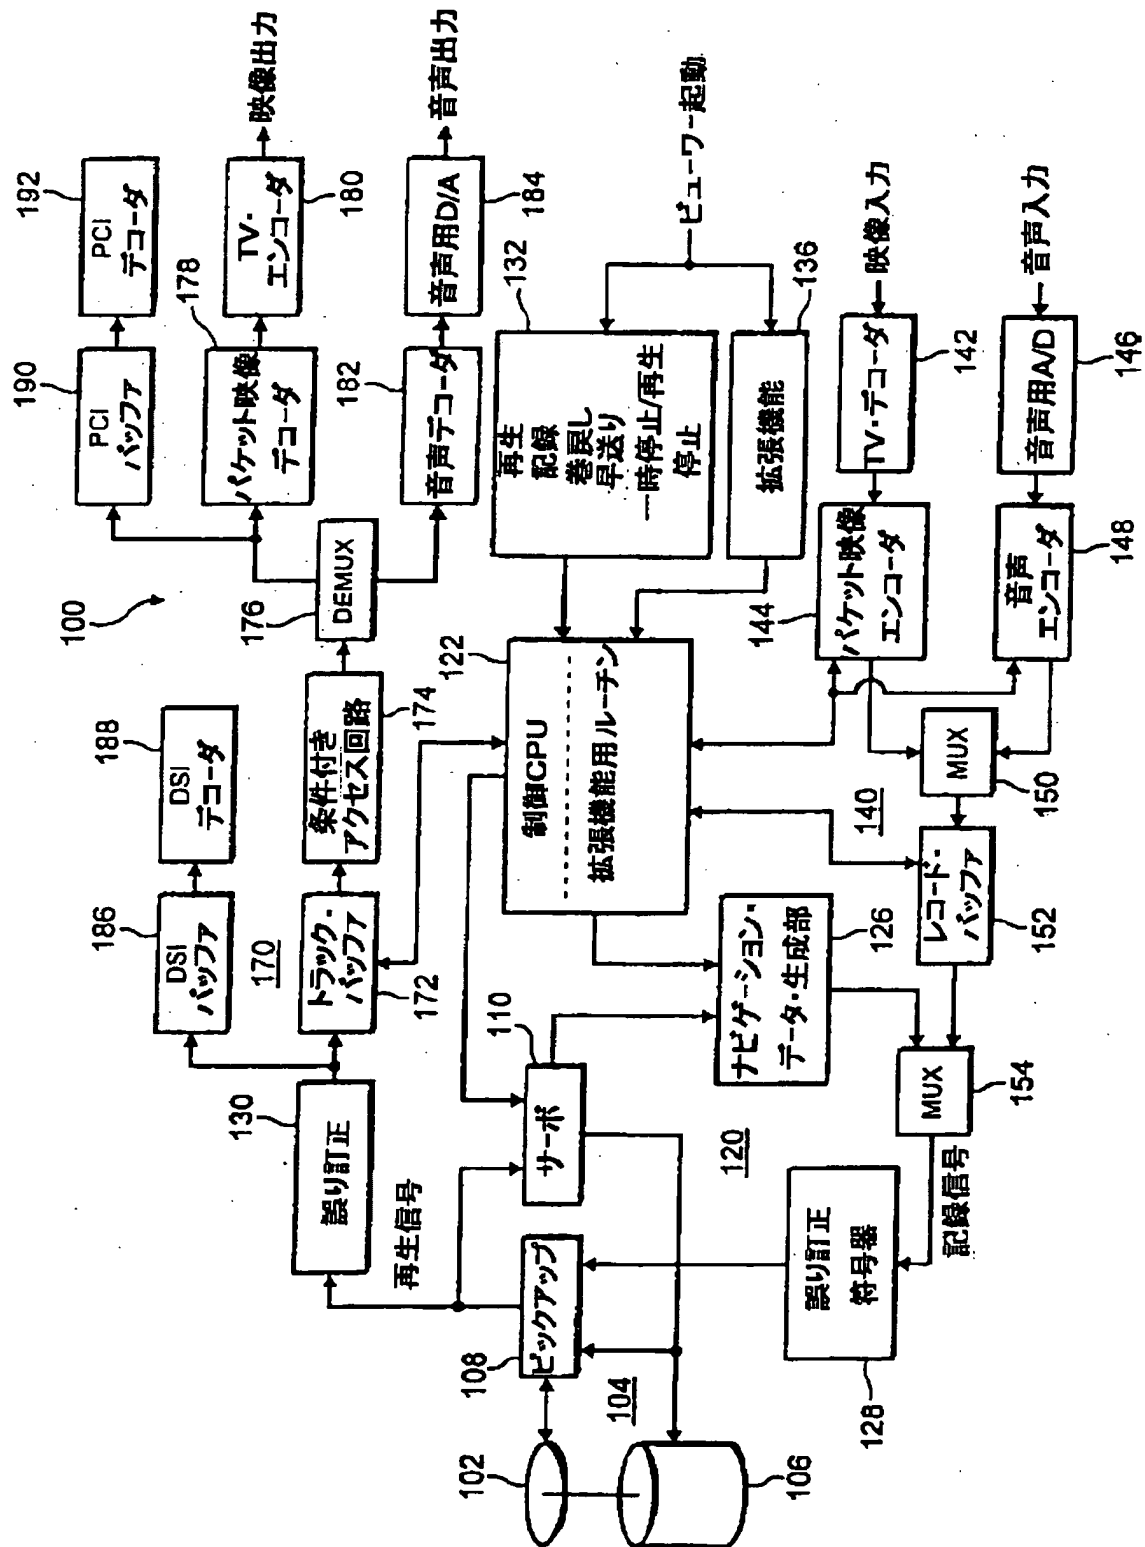 100
102
104
106
108
ピックアップ
110
サーボ
再生信号
130
誤り訂正
186
DSI
バッファ
188
DSI
デコーダ
170
トラック・
バッファ
172
条件付き
アクセス回路
174
176
DEMUX
190
PCI
バッファ
192
PCI
デコーダ
178
パケット映像
デコーダ
TV・
エンコーダ
180
映像出力
182
音声デコーダ
音声用D/A
184
音声出力
122
制御CPU
拡張機能用ルーチン
132
再生
記録
巻戻し
早送り
一時停止/再生
停止
136
拡張機能
ビューワー起動
120
126
ナビゲーション・
データ・生成部
128
誤り訂正
符号器
記録信号
MUX
154
レコード・
バッファ
152
140
MUX
150
144
パケット映像
エンコーダ
TV・デコーダ
142
映像入力
音声
エンコーダ
148
音声用A/D
146
音声入力